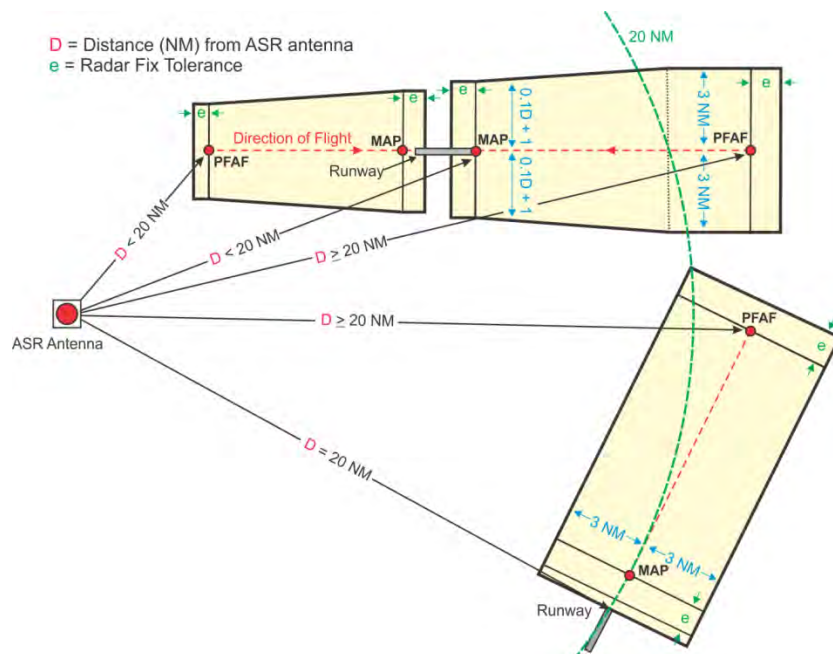 D = Distance (NM) from ASR antenna
e = Radar Fix Tolerance
20 NM
e
e
e
e
0.1D + 1
3 NM
Direction of Flight
MAP
MAP
PFAF
PFAF
Runway
0.1D + 1
3 NM
D < 20 NM
D < 20 NM
D ≥ 20 NM
D ≥ 20 NM
PFAF
ASR Antenna
e
D = 20 NM
3 NM
3 NM
MAP
Runway
e